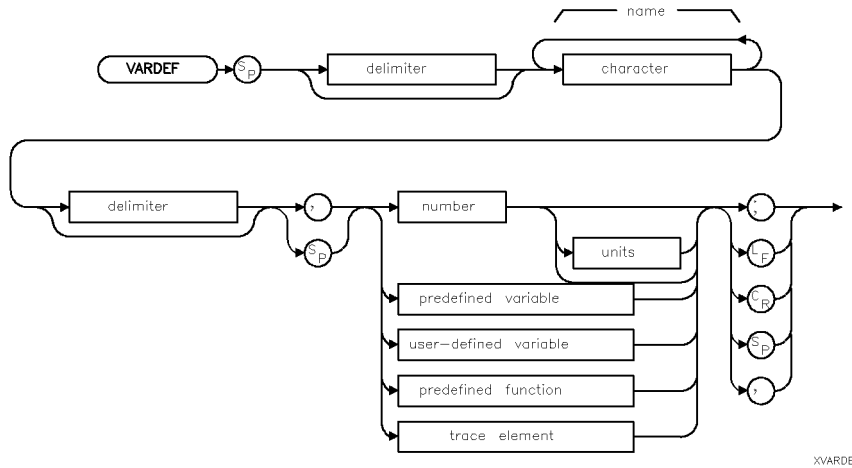 name
VARDEF SP delimiter character
delimiter , number ;
SP units LF
predefined variable CR
user-defined variable SP
predefined function ,
trace element
XVARDE